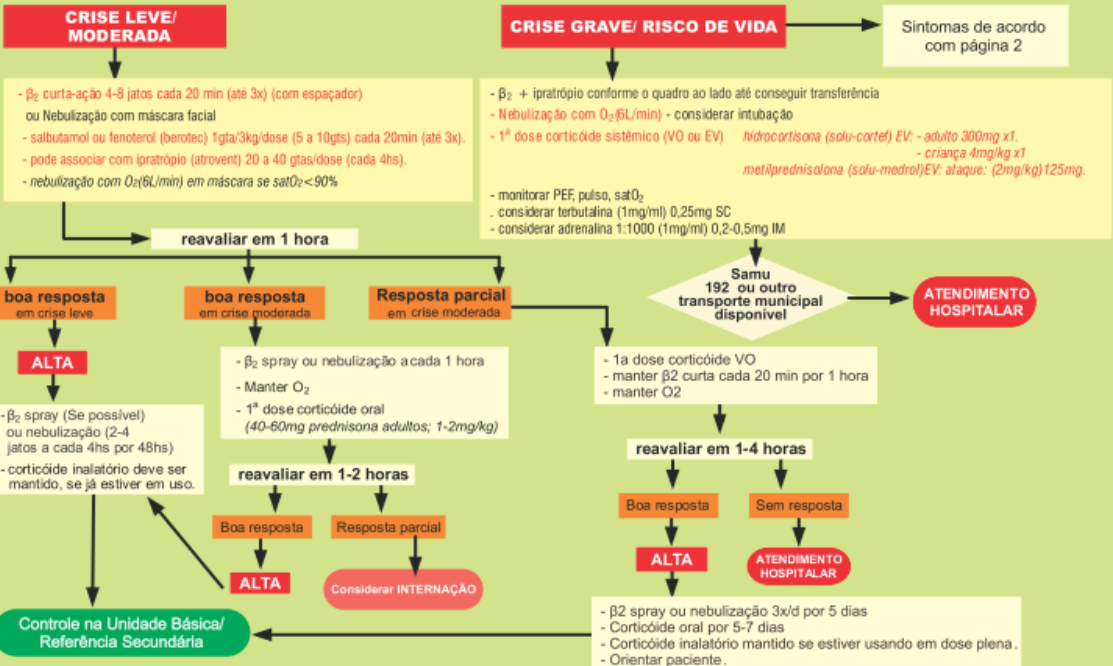 CRISE LEVE/
MODERADA
- β₂ curta-ação 4-8 jatos cada 20 min (até 3x) (com espaçador)
ou Nebulização com máscara facial
- salbutamol ou fenoterol (berotec) 1gta/3kg/dose (5 a 10gts) cada 20min (até 3x).
- pode associar com ipratrópio (atrovent) 20 a 40 gtas/dose (cada 4hs).
- nebulização com O₂(6L/min) em máscara se satO₂<90%
CRISE GRAVE/ RISCO DE VIDA
Sintomas de acordo
com página 2
- β₂ + ipratrópio conforme o quadro ao lado até conseguir transferência
- Nebulização com O₂(6L/min) - considerar intubação
- 1ª dose corticóide sistêmico (VO ou EV) hidrocortisona (solu-cortef) EV: - adulto 300mg x1.
- criança 4mg/kg x1
metilprednisolona (solu-medrol)EV: ataque: (2mg/kg)125mg.
- monitorar PEF, pulso, satO₂
. considerar terbutalina (1mg/ml) 0,25mg SC
- considerar adrenalina 1:1000 (1mg/ml) 0,2-0,5mg IM
reavaliar em 1 hora
boa resposta
em crise leve
boa resposta
em crise moderada
Resposta parcial
em crise moderada
Samu
192 ou outro
transporte municipal
disponível
ATENDIMENTO
HOSPITALAR
ALTA
- β₂ spray (Se possível)
ou nebulização (2-4
jatos a cada 4hs por 48hs)
- corticóide inalatório deve ser
mantido, se já estiver em uso.
- β₂ spray ou nebulização a cada 1 hora
- Manter O₂
- 1ª dose corticóide oral
(40-60mg prednisona adultos; 1-2mg/kg)
reavaliar em 1-2 horas
Boa resposta
Resposta parcial
ALTA
Considerar INTERNAÇÃO
- 1a dose corticóide VO
- manter β2 curta cada 20 min por 1 hora
- manter O2
reavaliar em 1-4 horas
Boa resposta
Sem resposta
ALTA
ATENDIMENTO
HOSPITALAR
- β2 spray ou nebulização 3x/d por 5 dias
- Corticóide oral por 5-7 dias
- Corticóide inalatório mantido se estiver usando em dose plena.
- Orientar paciente.
Controle na Unidade Básica/
Referência Secundária